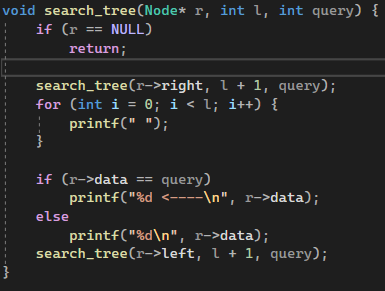 void search_tree(Node* r, int l, int query) {
    if (r == NULL)
        return;

    search_tree(r->right, l + 1, query);
    for (int i = 0; i < l; i++) {
        printf(" ");
    }

    if (r->data == query)
        printf("%d <----\n", r->data);
    else
        printf("%d\n", r->data);
    search_tree(r->left, l + 1, query);
}